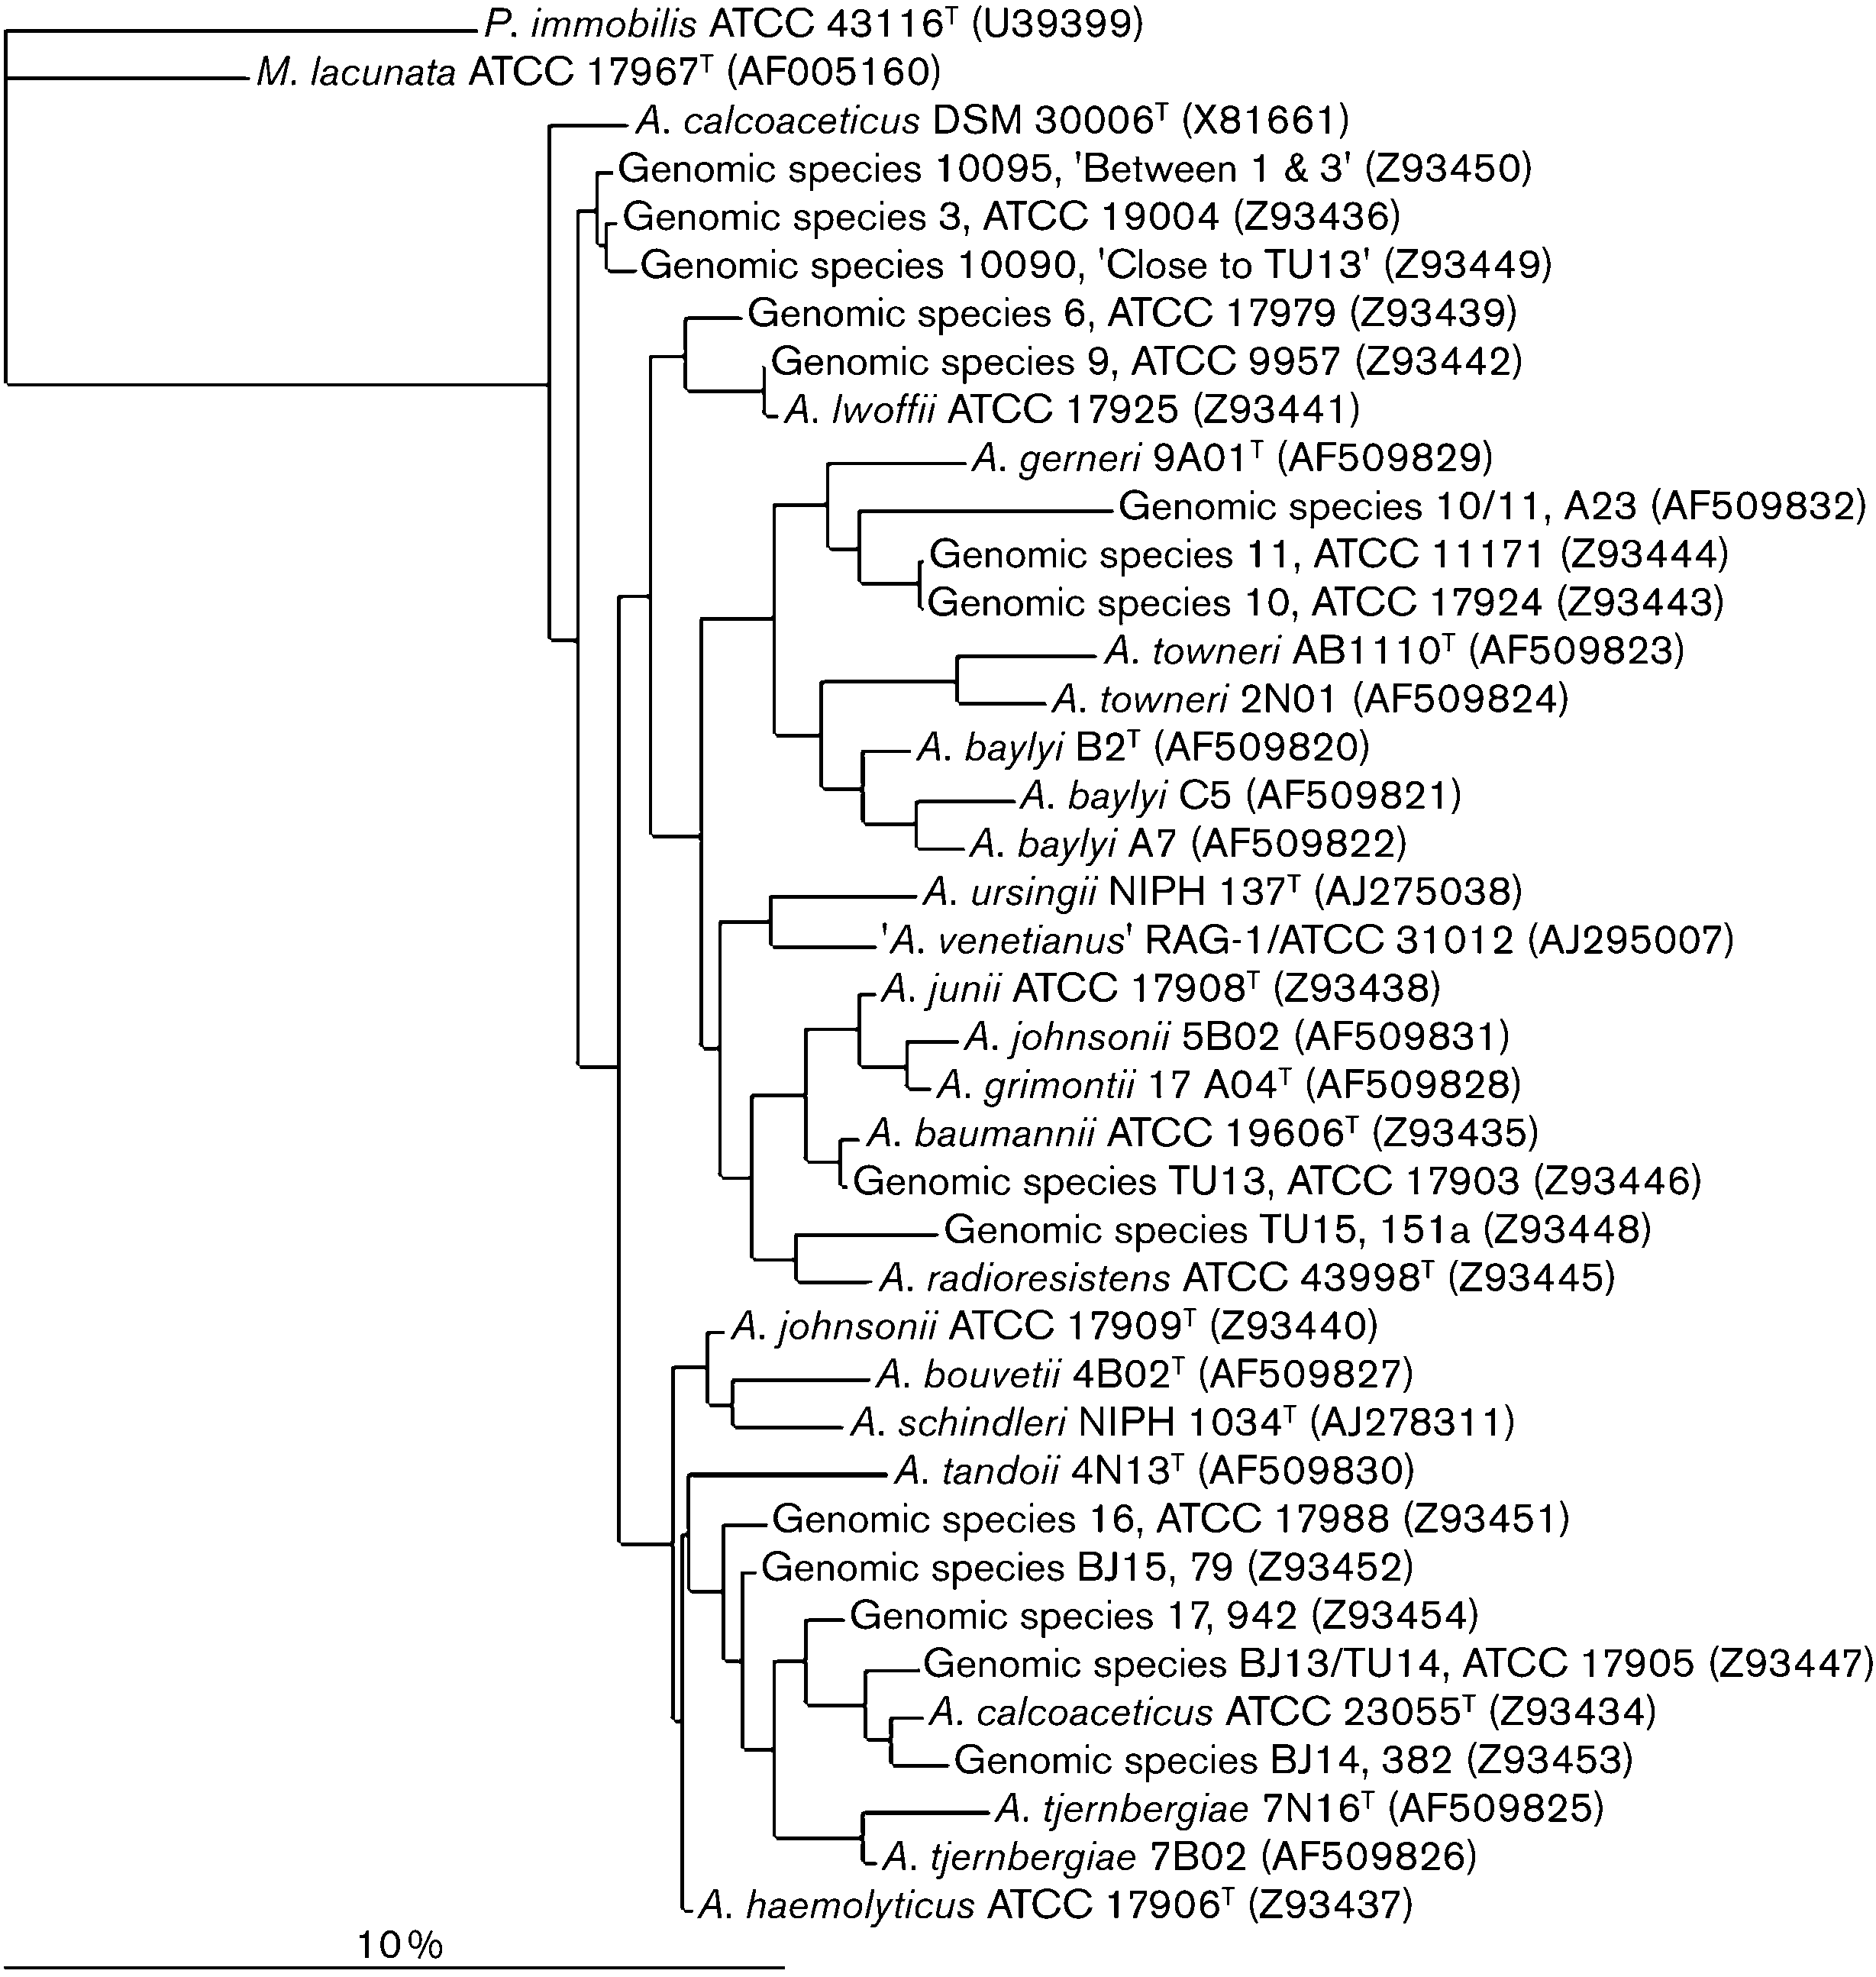 P. immobilis ATCC 43116ᵀ (U39399)
M. lacunata ATCC 17967ᵀ (AF005160)
A. calcoaceticus DSM 30006ᵀ (X81661)
Genomic species 10095, 'Between 1 & 3' (Z93450)
Genomic species 3, ATCC 19004 (Z93436)
Genomic species 10090, 'Close to TU13' (Z93449)
Genomic species 6, ATCC 17979 (Z93439)
Genomic species 9, ATCC 9957 (Z93442)
A. lwoffii ATCC 17925 (Z93441)
A. gerneri 9A01ᵀ (AF509829)
Genomic species 10/11, A23 (AF509832)
Genomic species 11, ATCC 11171 (Z93444)
Genomic species 10, ATCC 17924 (Z93443)
A. towneri AB1110ᵀ (AF509823)
A. towneri 2N01 (AF509824)
A. baylyi B2ᵀ (AF509820)
A. baylyi C5 (AF509821)
A. baylyi A7 (AF509822)
A. ursingii NIPH 137ᵀ (AJ275038)
'A. venetianus' RAG-1/ATCC 31012 (AJ295007)
A. junii ATCC 17908ᵀ (Z93438)
A. johnsonii 5B02 (AF509831)
A. grimontii 17 A04ᵀ (AF509828)
A. baumannii ATCC 19606ᵀ (Z93435)
Genomic species TU13, ATCC 17903 (Z93446)
Genomic species TU15, 151a (Z93448)
A. radioresistens ATCC 43998ᵀ (Z93445)
A. johnsonii ATCC 17909ᵀ (Z93440)
A. bouvetii 4B02ᵀ (AF509827)
A. schindleri NIPH 1034ᵀ (AJ278311)
A. tandoii 4N13ᵀ (AF509830)
Genomic species 16, ATCC 17988 (Z93451)
Genomic species BJ15, 79 (Z93452)
Genomic species 17, 942 (Z93454)
Genomic species BJ13/TU14, ATCC 17905 (Z93447)
A. calcoaceticus ATCC 23055ᵀ (Z93434)
Genomic species BJ14, 382 (Z93453)
A. tjernbergiae 7N16ᵀ (AF509825)
A. tjernbergiae 7B02 (AF509826)
A. haemolyticus ATCC 17906ᵀ (Z93437)
10%